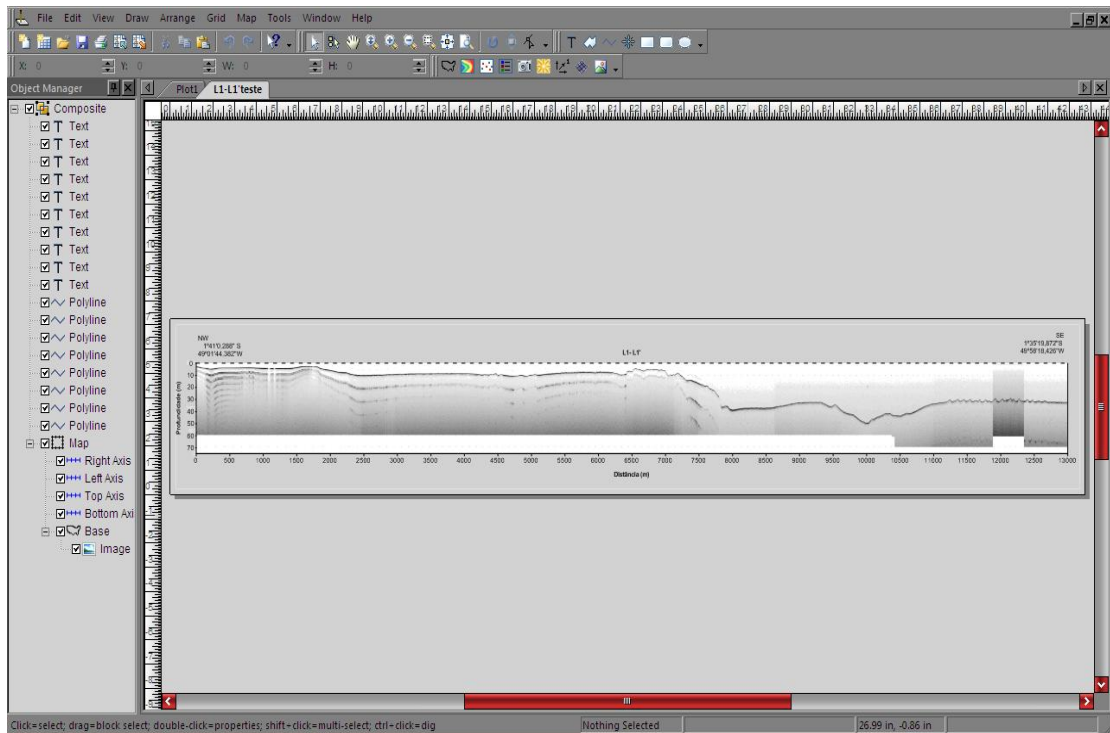 File Edit View Draw Arrange Grid Map Tools Window Help
X: 0 Y: 0 W: 0 H: 0
Object Manager
Plot1 L1-L1'teste
Composite
T Text
T Text
T Text
T Text
T Text
T Text
T Text
T Text
T Text
T Text
Polyline
Polyline
Polyline
Polyline
Polyline
Polyline
Polyline
Polyline
Map
Right Axis
Left Axis
Top Axis
Bottom Axi
Base
Image
NW
1°41'0,288" S
49°01'44,382"W
L1-L1'
SE
1°35'19,872"S
48°58'18,426"W
Profundidade (m)
0
10
20
30
40
50
60
70
0 500 1000 1500 2000 2500 3000 3500 4000 4500 5000 5500 6000 6500 7000 7500 8000 8500 9000 9500 10000 10500 11000 11500 12000 12500 13000
Distância (m)
Click=select; drag=block select; double-click=properties; shift+click=multi-select; ctrl+click=dig
Nothing Selected
26.99 in, -0.86 in